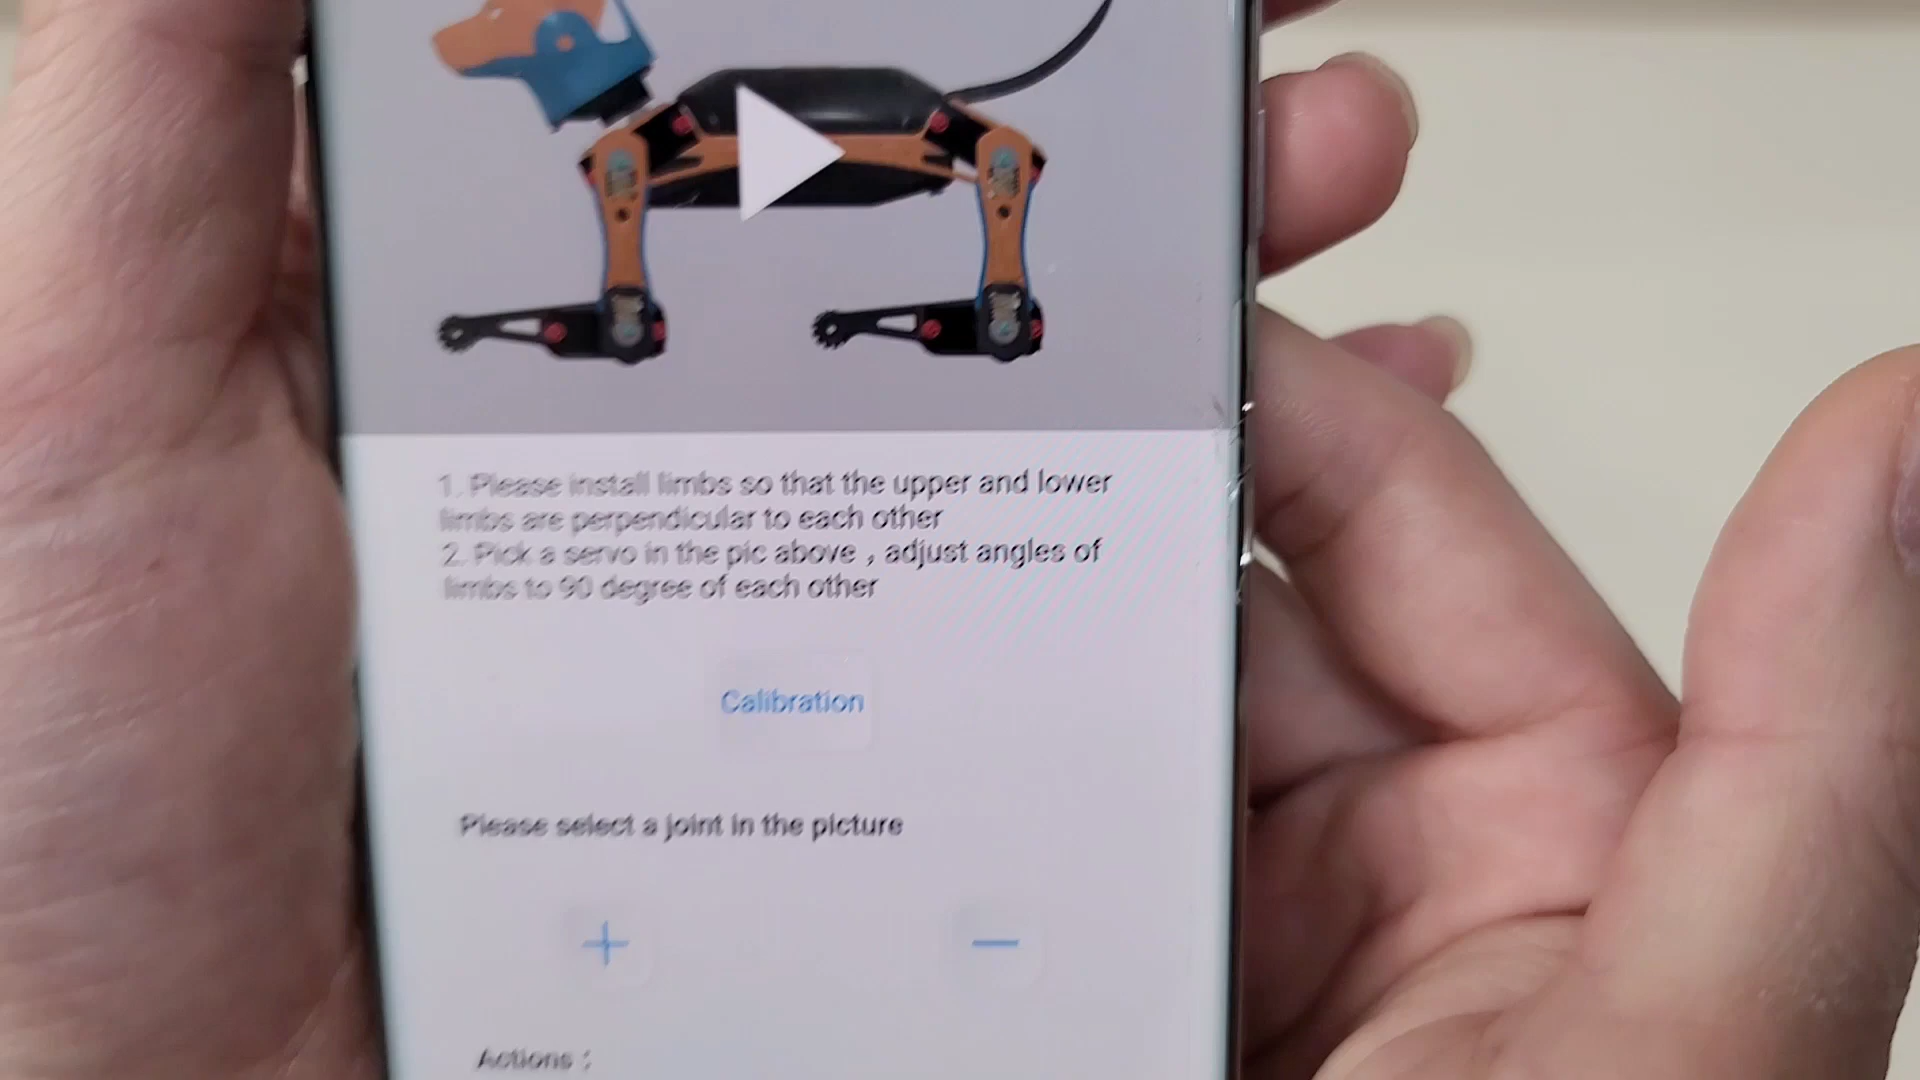 1. Please install limbs so that the upper and lower
limbs are perpendicular to each other
2. Pick a servo in the pic above , adjust angles of
limbs to 90 degree of each other
Calibration
Please select a joint in the picture
+ −
Actions :